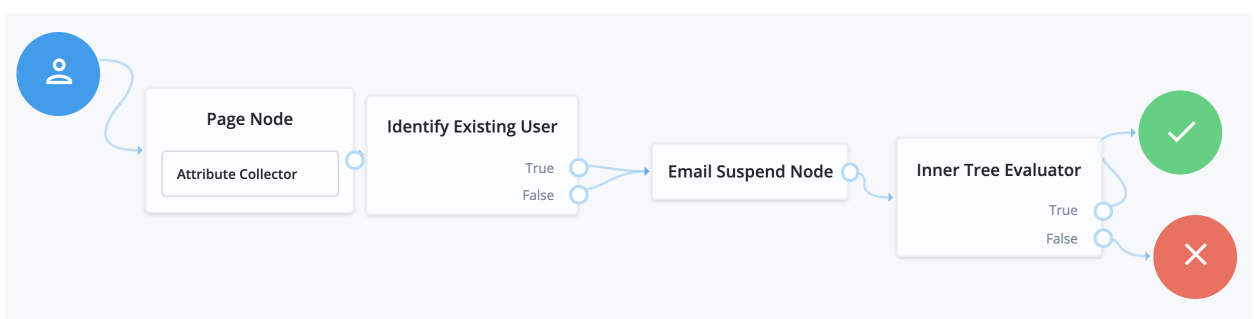 Page Node
Attribute Collector
Identify Existing User
True
False
Email Suspend Node
Inner Tree Evaluator
True
False